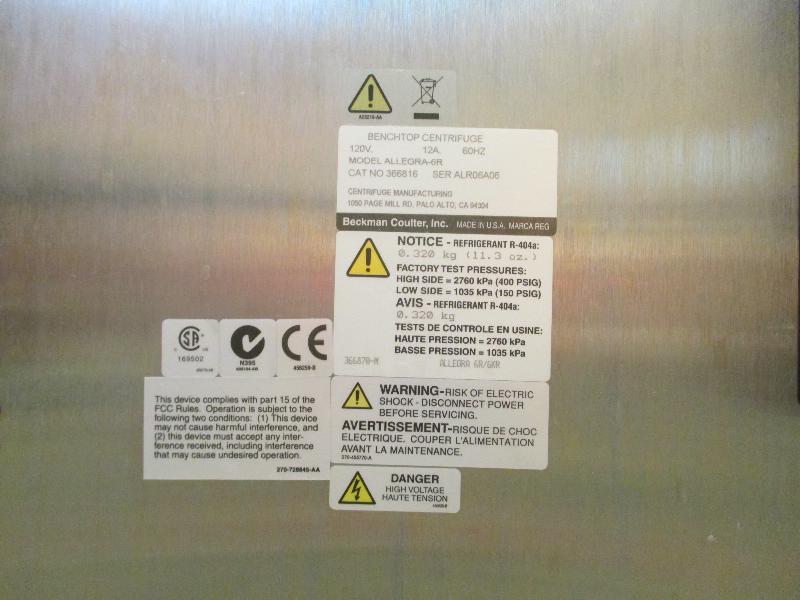 BENCHTOP CENTRIFUGE
120V. 12A. 60HZ
MODEL ALLEGRA-6R
CAT NO 366816 SER ALR06A06
CENTRIFUGE MANUFACTURING
1050 PAGE MILL RD, PALO ALTO, CA 94304
Beckman Coulter, Inc. MADE IN U.S.A. MARCA REG
NOTICE - REFRIGERANT R-404a:
0.320 kg (11.3 oz.)
FACTORY TEST PRESSURES:
HIGH SIDE = 2760 kPa (400 PSIG)
LOW SIDE = 1035 kPa (150 PSIG)
AVIS - REFRIGERANT R-404a:
0.320 kg
TESTS DE CONTROLE EN USINE:
HAUTE PRESSION = 2760 kPa
BASSE PRESSION = 1035 kPa
ALLEGRA 6R/6KR
SA
169502
N395
CE
This device complies with part 15 of the
FCC Rules. Operation is subject to the
following two conditions: (1) This device
may not cause harmful interference, and
(2) this device must accept any inter-
ference received, including interference
that may cause undesired operation.
270-728845-AA
WARNING-RISK OF ELECTRIC
SHOCK - DISCONNECT POWER
BEFORE SERVICING.
AVERTISSEMENT-RISQUE DE CHOC
ELECTRIQUE. COUPER L'ALIMENTATION
AVANT LA MAINTENANCE.
DANGER
HIGH VOLTAGE
HAUTE TENSION